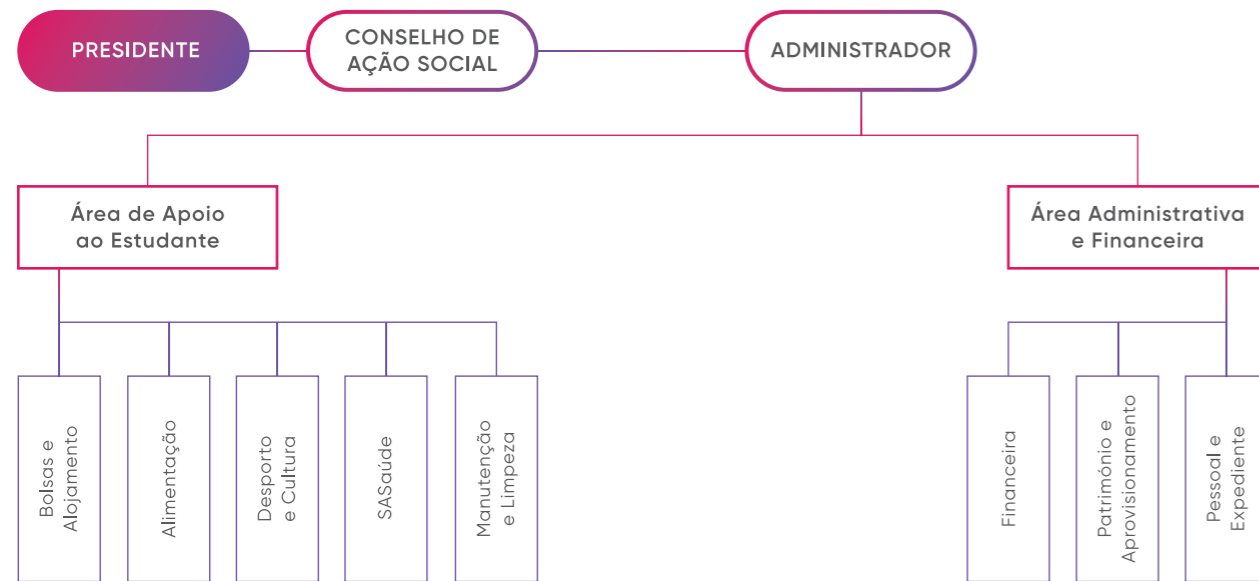 PRESIDENTE
CONSELHO DE
AÇÃO SOCIAL
ADMINISTRADOR
Área de Apoio
ao Estudante
Área Administrativa
e Financeira
Bolsas e
Alojamento
Alimentação
Desporto
e Cultura
SASaúde
Manutenção
e Limpeza
Financeira
Património e
Aprovisionamento
Pessoal e
Expediente